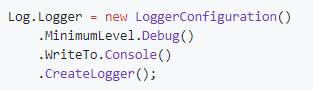 Log.Logger = new LoggerConfiguration()
    .MinimumLevel.Debug()
    .WriteTo.Console()
    .CreateLogger();